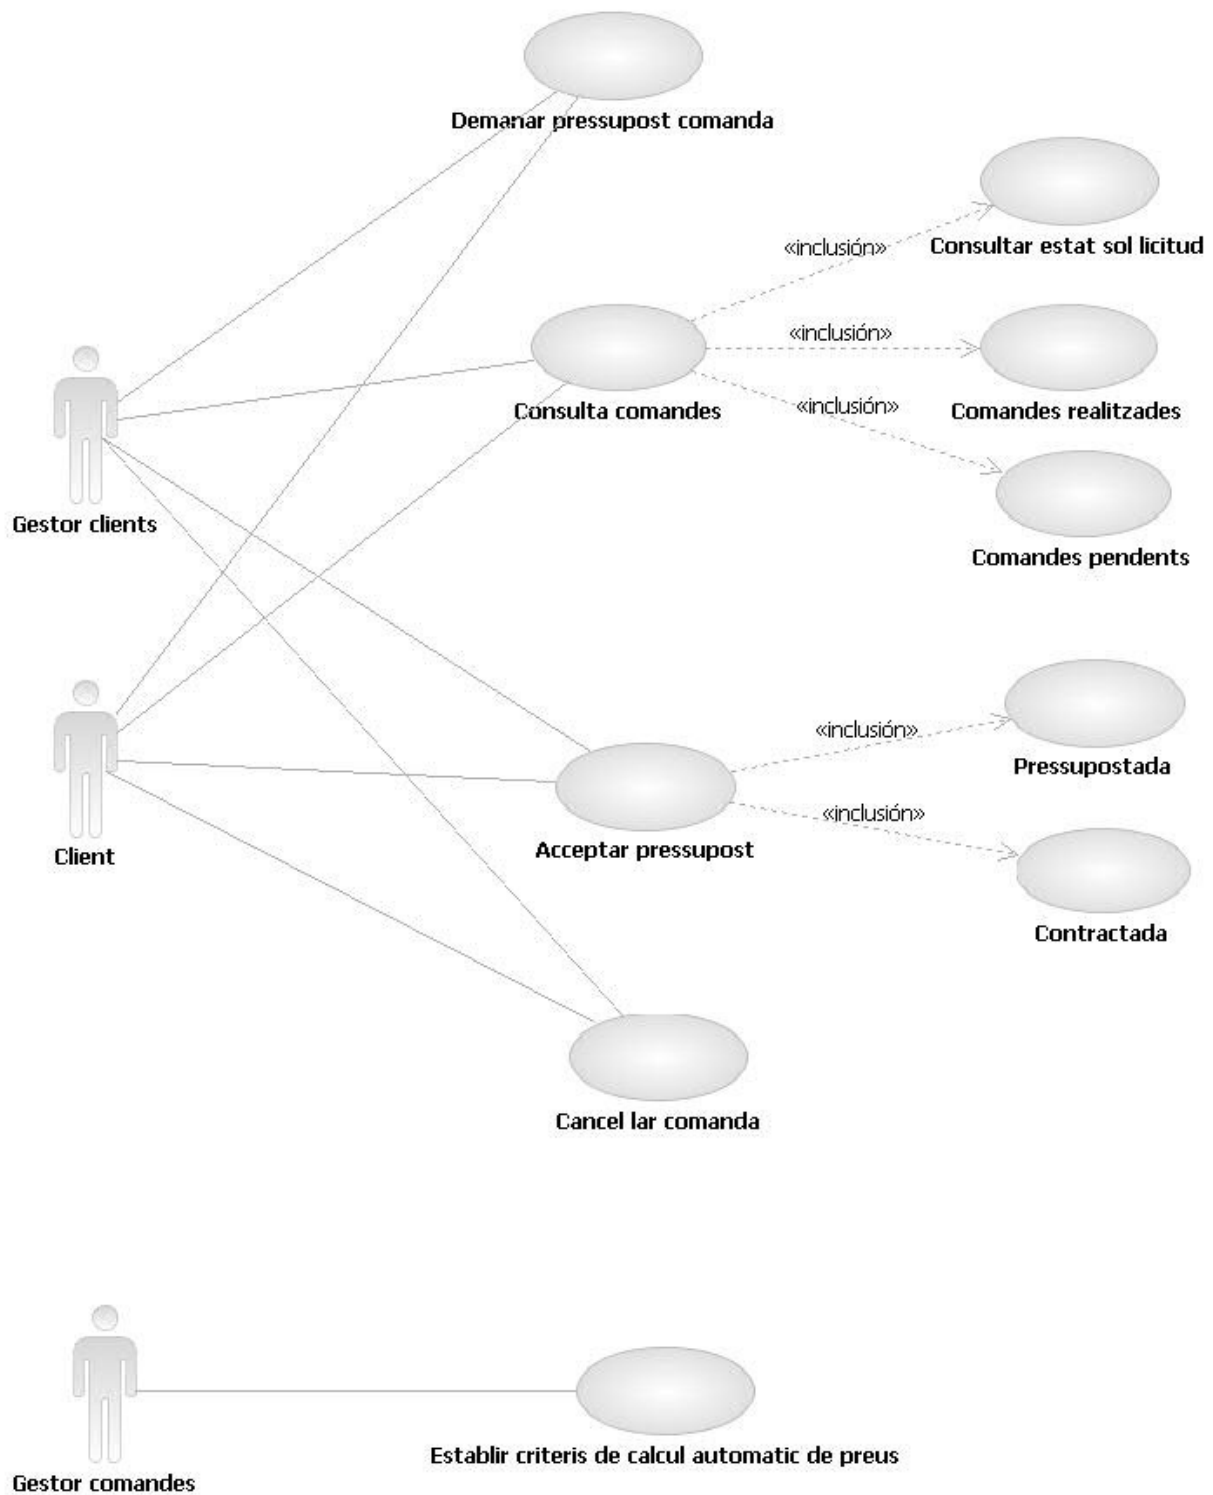 Demanar pressupost comanda
Consultar estat sol licitud
«inclusión»
«inclusión»
Comandes realitzades
Consulta comandes
«inclusión»
Gestor clients
Comandes pendents
«inclusión»
Pressupostada
«inclusión»
Acceptar pressupost
Client
Contractada
Cancel lar comanda
Establir criteris de calcul automatic de preus
Gestor comandes